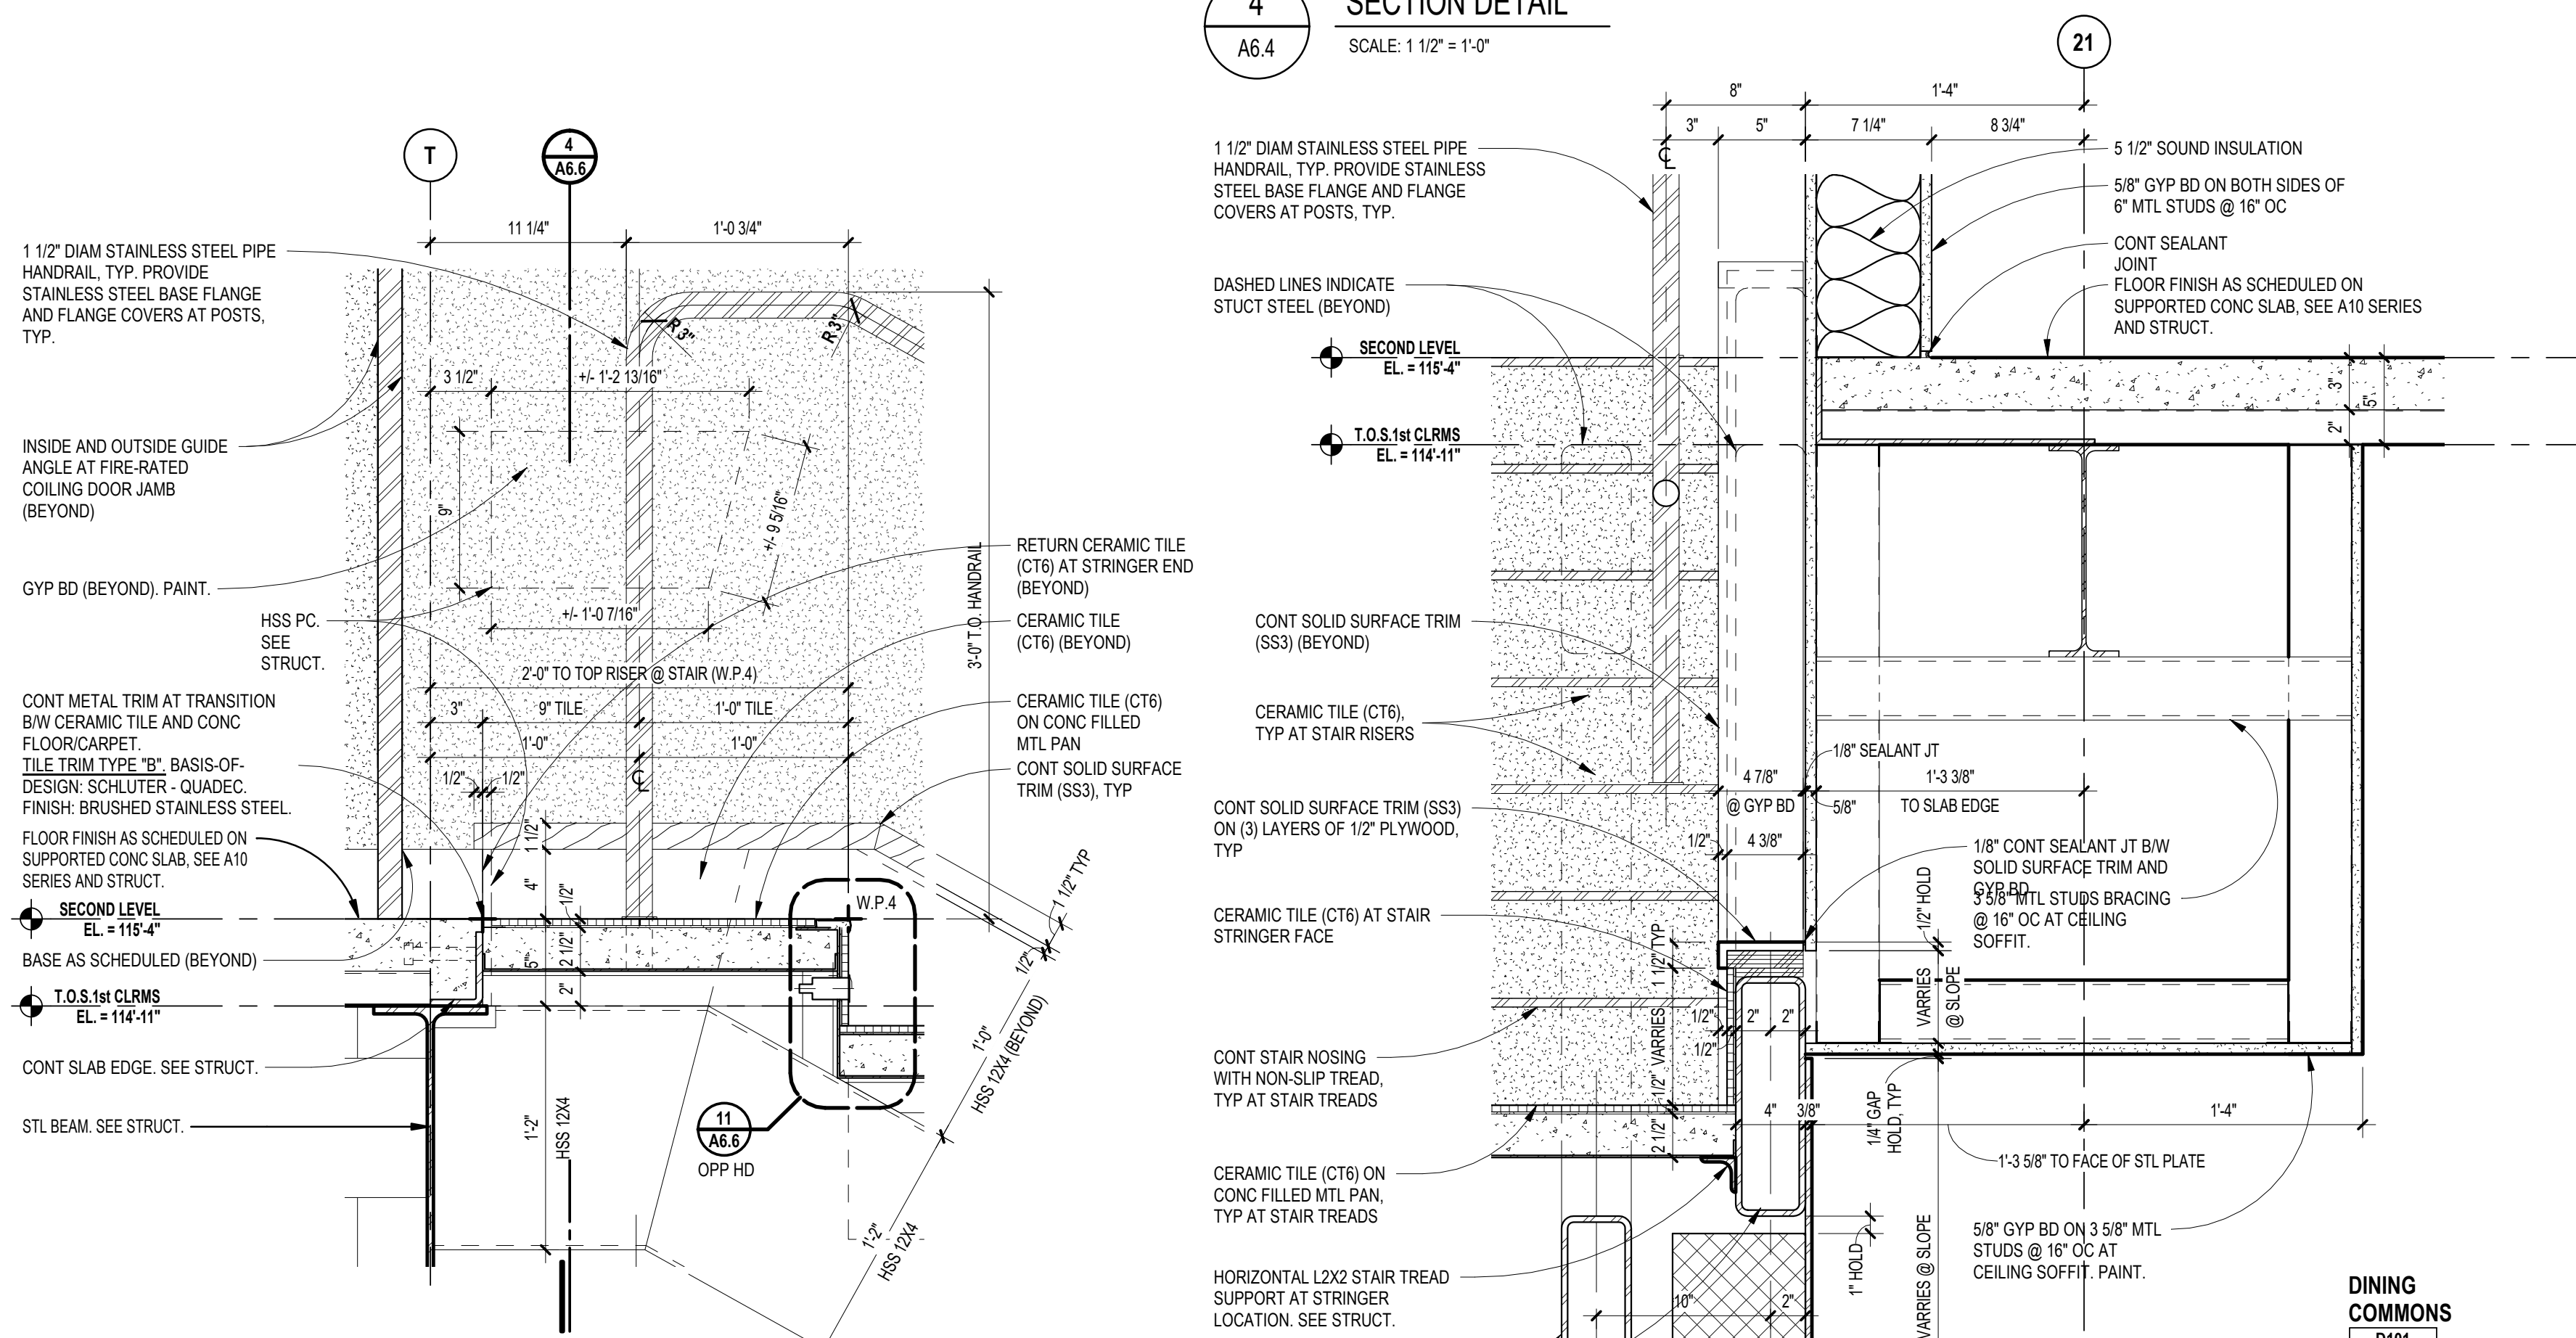 4
A6.4
SECTION DETAIL
SCALE: 1 1/2" = 1'-0"
T
4
A6.6
11 1/4"
1'-0 3/4"
1 1/2" DIAM STAINLESS STEEL PIPE
HANDRAIL, TYP. PROVIDE
STAINLESS STEEL BASE FLANGE
AND FLANGE COVERS AT POSTS,
TYP.
R 3"
R 3"
3 1/2"
+/- 1'-2 13/16"
INSIDE AND OUTSIDE GUIDE
ANGLE AT FIRE-RATED
COILING DOOR JAMB
(BEYOND)
9"
+/- 9 5/16"
GYP BD (BEYOND). PAINT.
+/- 1'-0 7/16"
HSS PC.
SEE
STRUCT.
3'-0" T.O. HANDRAIL
RETURN CERAMIC TILE
(CT6) AT STRINGER END
(BEYOND)
CERAMIC TILE
(CT6) (BEYOND)
2'-0" TO TOP RISER @ STAIR (W.P.4)
3"
9" TILE
1'-0" TILE
1'-0"
1'-0"
CERAMIC TILE (CT6)
ON CONC FILLED
MTL PAN
CONT SOLID SURFACE
TRIM (SS3), TYP
CONT METAL TRIM AT TRANSITION
B/W CERAMIC TILE AND CONC
FLOOR/CARPET.
TILE TRIM TYPE "B". BASIS-OF-
DESIGN: SCHLUTER - QUADEC.
FINISH: BRUSHED STAINLESS STEEL.
1/2"
1/2"
CL
FLOOR FINISH AS SCHEDULED ON
SUPPORTED CONC SLAB, SEE A10
SERIES AND STRUCT.
1 1/2"
4"
1/2"
5"
2 1/2"
2"
W.P.4
1 1/2" TYP
1/2"
SECOND LEVEL
EL. = 115'-4"
BASE AS SCHEDULED (BEYOND)
T.O.S.1st CLRMS
EL. = 114'-11"
CONT SLAB EDGE. SEE STRUCT.
STL BEAM. SEE STRUCT.
1'-2"
HSS 12X4
11
A6.6
OPP HD
1'-0"
HSS 12X4 (BEYOND)
1'-2"
HSS 12X4
21
8"
1'-4"
3"
5"
7 1/4"
8 3/4"
CL
1 1/2" DIAM STAINLESS STEEL PIPE
HANDRAIL, TYP. PROVIDE STAINLESS
STEEL BASE FLANGE AND FLANGE
COVERS AT POSTS, TYP.
DASHED LINES INDICATE
STUCT STEEL (BEYOND)
5 1/2" SOUND INSULATION
5/8" GYP BD ON BOTH SIDES OF
6" MTL STUDS @ 16" OC
CONT SEALANT
JOINT
FLOOR FINISH AS SCHEDULED ON
SUPPORTED CONC SLAB, SEE A10 SERIES
AND STRUCT.
SECOND LEVEL
EL. = 115'-4"
T.O.S.1st CLRMS
EL. = 114'-11"
3"
5"
2"
CONT SOLID SURFACE TRIM
(SS3) (BEYOND)
CERAMIC TILE (CT6),
TYP AT STAIR RISERS
CONT SOLID SURFACE TRIM (SS3)
ON (3) LAYERS OF 1/2" PLYWOOD,
TYP
CERAMIC TILE (CT6) AT STAIR
STRINGER FACE
CONT STAIR NOSING
WITH NON-SLIP TREAD,
TYP AT STAIR TREADS
CERAMIC TILE (CT6) ON
CONC FILLED MTL PAN,
TYP AT STAIR TREADS
HORIZONTAL L2X2 STAIR TREAD
SUPPORT AT STRINGER
LOCATION. SEE STRUCT.
1/8" SEALANT JT
4 7/8"
1'-3 3/8"
@ GYP BD
5/8"
TO SLAB EDGE
1/2"
4 3/8"
1/8" CONT SEALANT JT B/W
SOLID SURFACE TRIM AND
GYP BD
3 5/8" MTL STUDS BRACING
@ 16" OC AT CEILING
SOFFIT.
1/2" HOLD
VARRIES
@ SLOPE
1 1/2" TYP
VARRIES
1/2"
2 1/2"
1/2"
2"
2"
1/2"
4"
3/8"
1/4" GAP
HOLD, TYP
1'-4"
1'-3 5/8" TO FACE OF STL PLATE
5/8" GYP BD ON 3 5/8" MTL
STUDS @ 16" OC AT
CEILING SOFFIT. PAINT.
1" HOLD
VARRIES @ SLOPE
10"
2"
DINING
COMMONS
D101